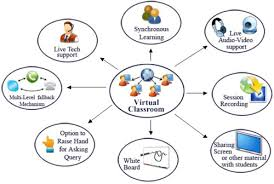 Synchronous
Learning
Live Tech
support
Live
Audio-Video
support
Multi-Level fallback
Mechanism
Virtual
Classroom
Session
Recording
Option to
Raise Hand
for Asking
Query
White
Board
Sharing
Screen
or other material
with students